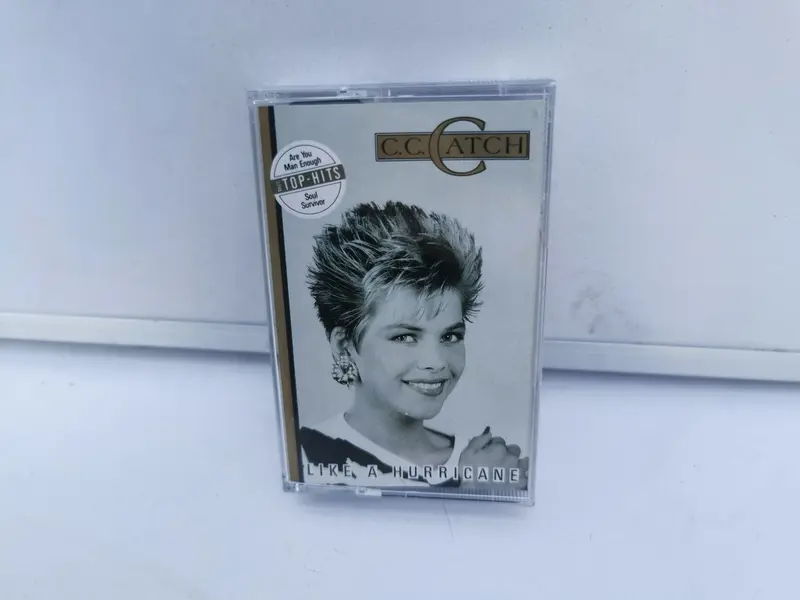 C.C. CATCH
Are You
Man Enough
TOP-HITS
Soul
Survivor
LIKE A HURRICANE